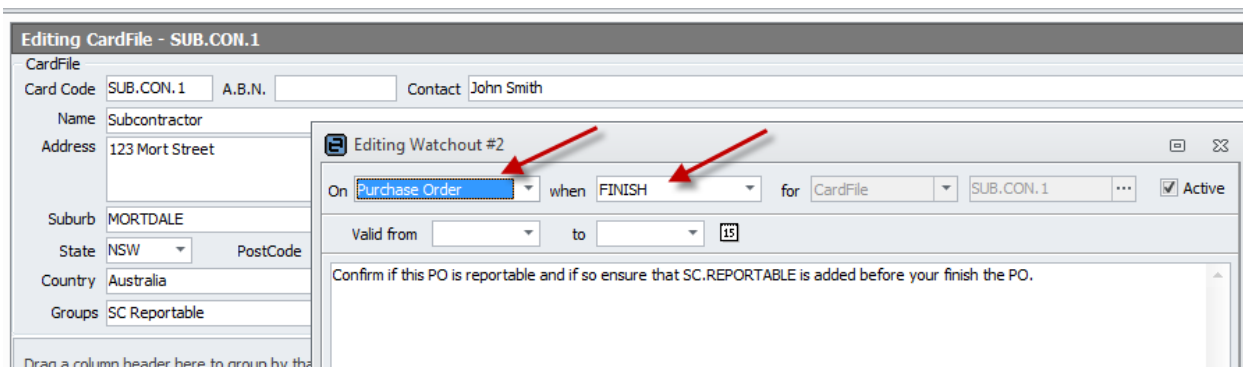 Editing CardFile - SUB.CON.1
CardFile
Card Code SUB.CON.1 A.B.N. Contact John Smith
Name Subcontractor
Address 123 Mort Street
Editing Watchout #2
On Purchase Order when FINISH for CardFile SUB.CON.1 ... Active
Valid from to 15
Suburb MORTDALE
State NSW PostCode
Country Australia
Groups SC Reportable
Confirm if this PO is reportable and if so ensure that SC.REPORTABLE is added before your finish the PO.
Drag a column header here to group by tha